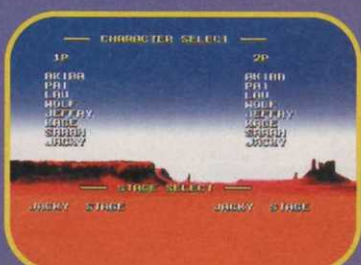 CHARACTER SELECT
1P 2P
AKIRA AKIRA
PAI PAI
LAU LAU
WOLF WOLF
JEFFRY JEFFRY
KAGE KAGE
SARAH SARAH
JACKY JACKY
STAGE SELECT
JACKY STAGE JACKY STAGE